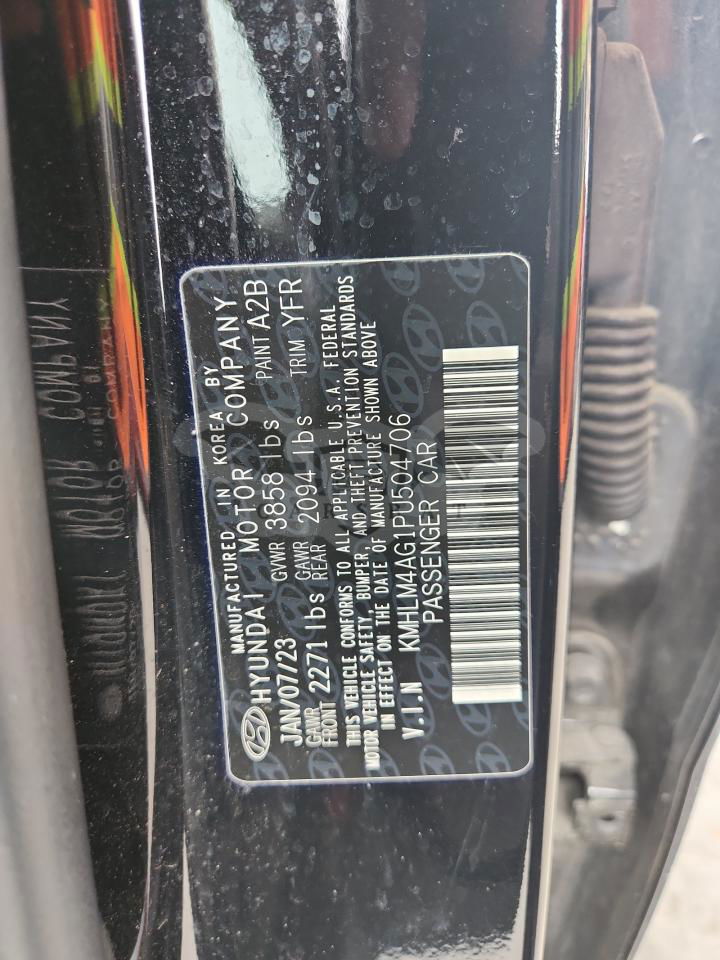 MANUFACTURED IN KOREA BY
HYUNDAI MOTOR COMPANY
JAN/07/23 GVWR 3858 lbs PAINT A2B
GAWR FRONT 2271 lbs GAWR REAR 2094 lbs TRIM YFR
THIS VEHICLE CONFORMS TO ALL APPLICABLE U.S.A. FEDERAL
MOTOR VEHICLE SAFETY, BUMPER, AND THEFT PREVENTION STANDARDS
IN EFFECT ON THE DATE OF MANUFACTURE SHOWN ABOVE
V.I.N KMHLM4AG1PU504706
PASSENGER CAR